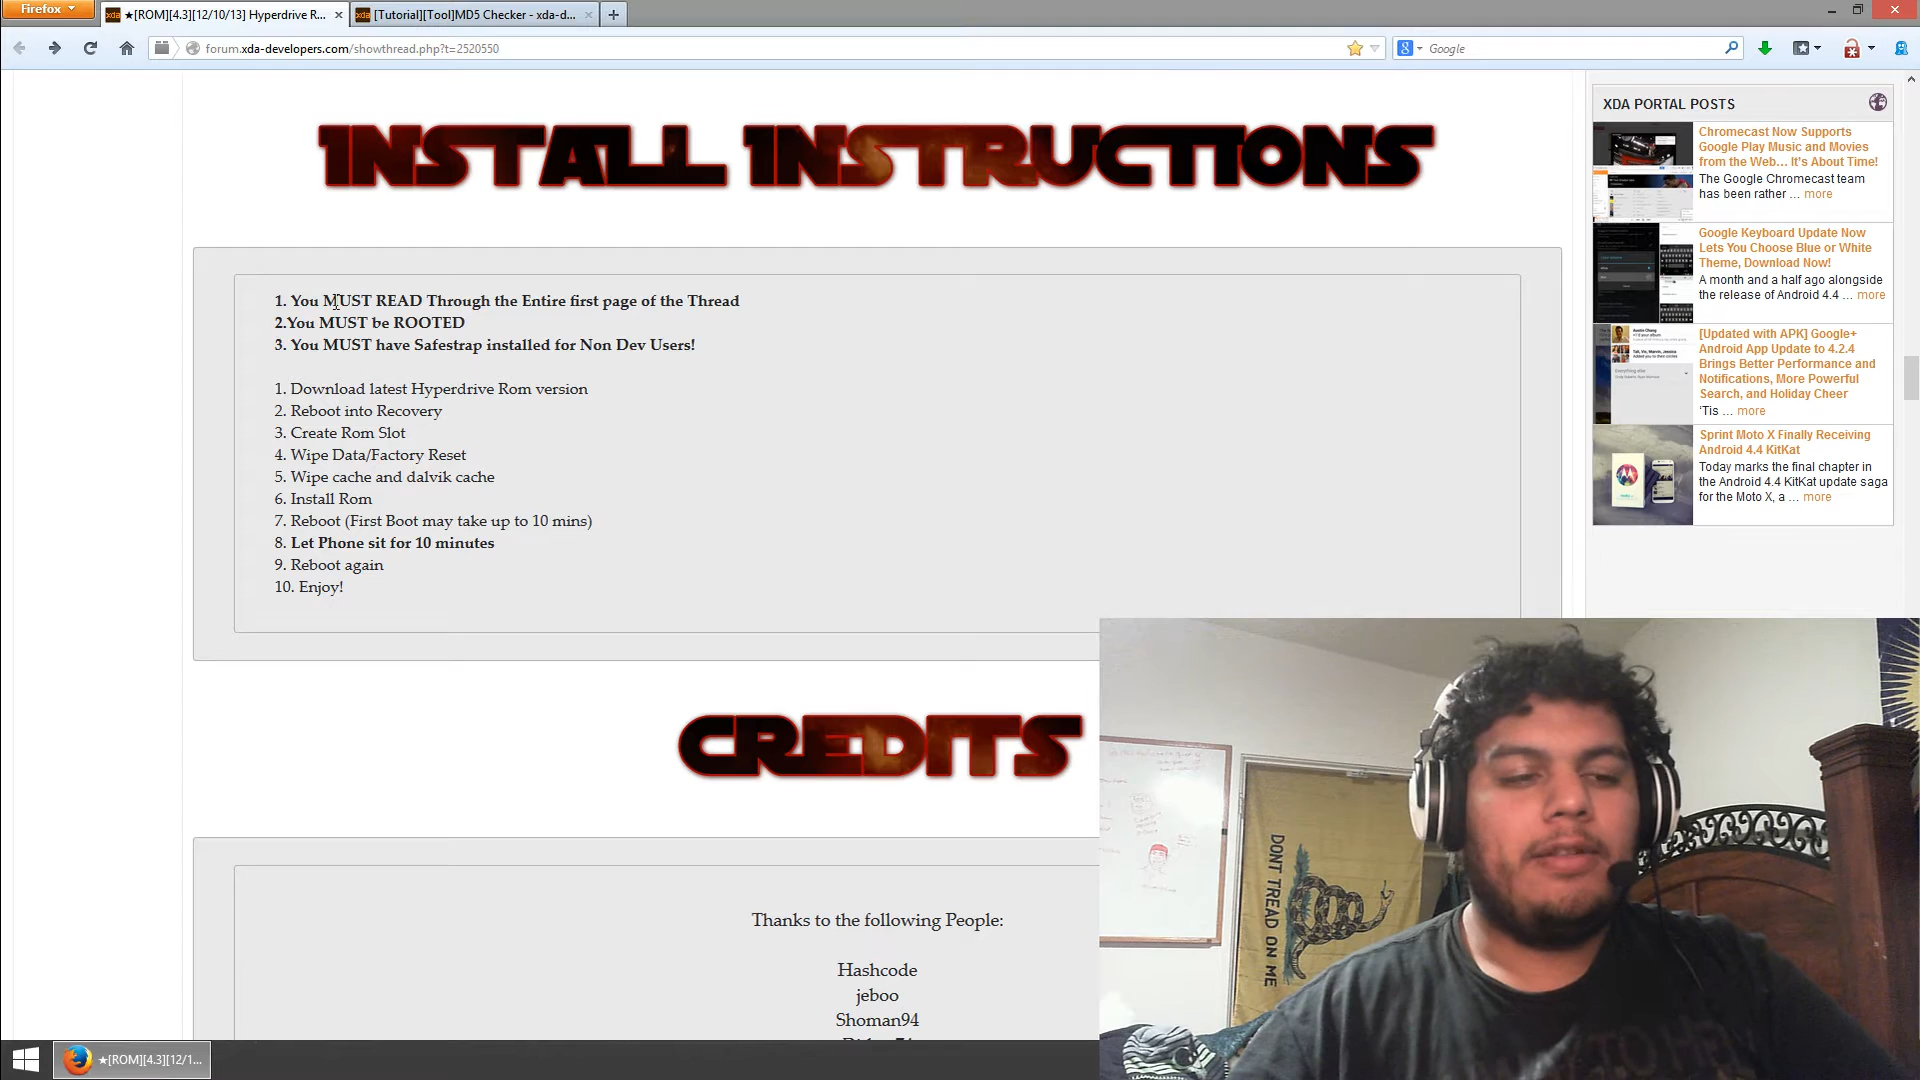 Firefox
★[ROM][4.3][12/10/13] Hyperdrive R...
[Tutorial][Tool]MD5 Checker - xda-d...
forum.xda-developers.com/showthread.php?t=2520550
Google
INSTALL INSTRUCTIONS
1. You MUST READ Through the Entire first page of the Thread
2.You MUST be ROOTED
3. You MUST have Safestrap installed for Non Dev Users!
1. Download latest Hyperdrive Rom version
2. Reboot into Recovery
3. Create Rom Slot
4. Wipe Data/Factory Reset
5. Wipe cache and dalvik cache
6. Install Rom
7. Reboot (First Boot may take up to 10 mins)
8. Let Phone sit for 10 minutes
9. Reboot again
10. Enjoy!
CREDITS
Thanks to the following People:
Hashcode
jeboo
Shoman94
XDA PORTAL POSTS
Chromecast Now Supports
Google Play Music and Movies
from the Web... It's About Time!
The Google Chromecast team
has been rather ... more
Google Keyboard Update Now
Lets You Choose Blue or White
Theme, Download Now!
A month and a half ago alongside
the release of Android 4.4 ... more
[Updated with APK] Google+
Android App Update to 4.2.4
Brings Better Performance and
Notifications, More Powerful
Search, and Holiday Cheer
'Tis ... more
Sprint Moto X Finally Receiving
Android 4.4 KitKat
Today marks the final chapter in
the Android 4.4 KitKat update saga
for the Moto X, a ... more
DONT TREAD ON ME
★[ROM][4.3][12/1...